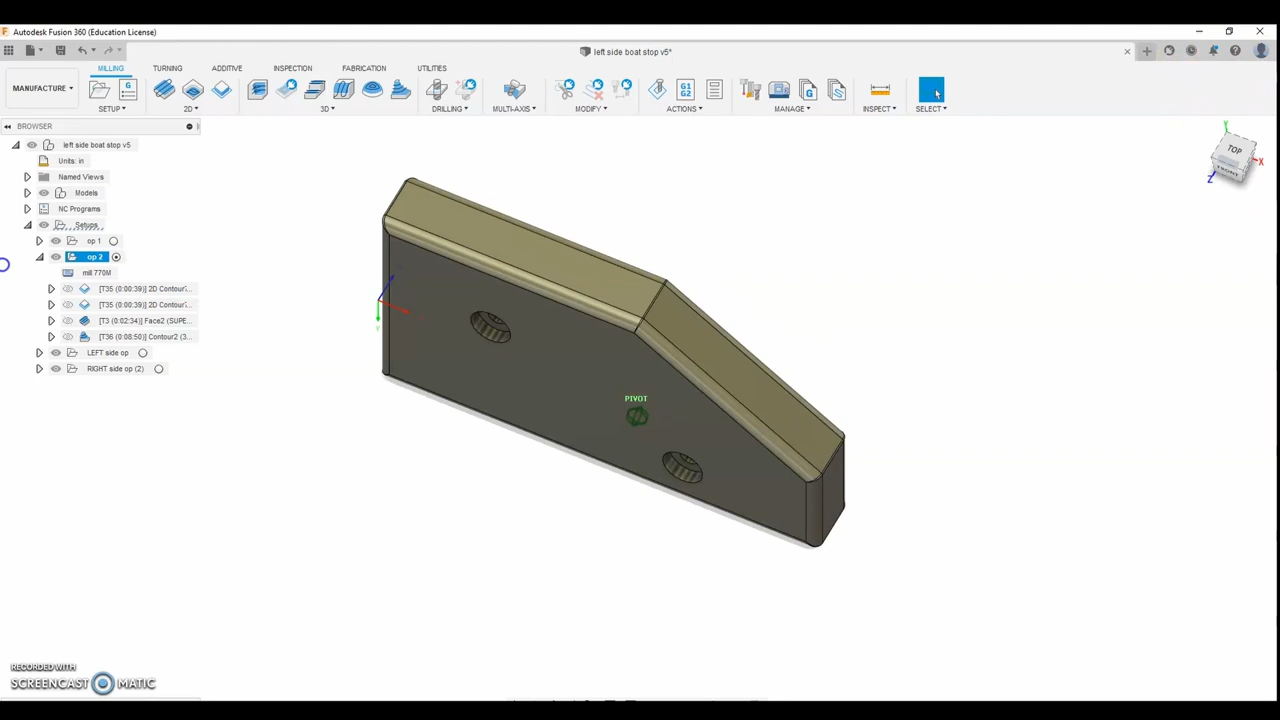 Autodesk Fusion 360 (Education License)
left side boat stop v5*
MANUFACTURE
MILLING TURNING ADDITIVE INSPECTION FABRICATION UTILITIES
G1
G2
SETUP 2D 3D DRILLING MULTI-AXIS MODIFY ACTIONS MANAGE INSPECT SELECT
BROWSER
left side boat stop v5
Units: in
Named Views
Models
NC Programs
Setups
op 1
op 2
mill 770M
[T35 (0:00:39)] 2D Contour...
[T35 (0:00:39)] 2D Contour...
[T3 (0:02:34)] Face2 (SUPE...
[T36 (0:08:50)] Contour2 (3...
LEFT side op
RIGHT side op (2)
Y
TOP
X
Z
PIVOT
RECORDED WITH
SCREENCAST MATIC